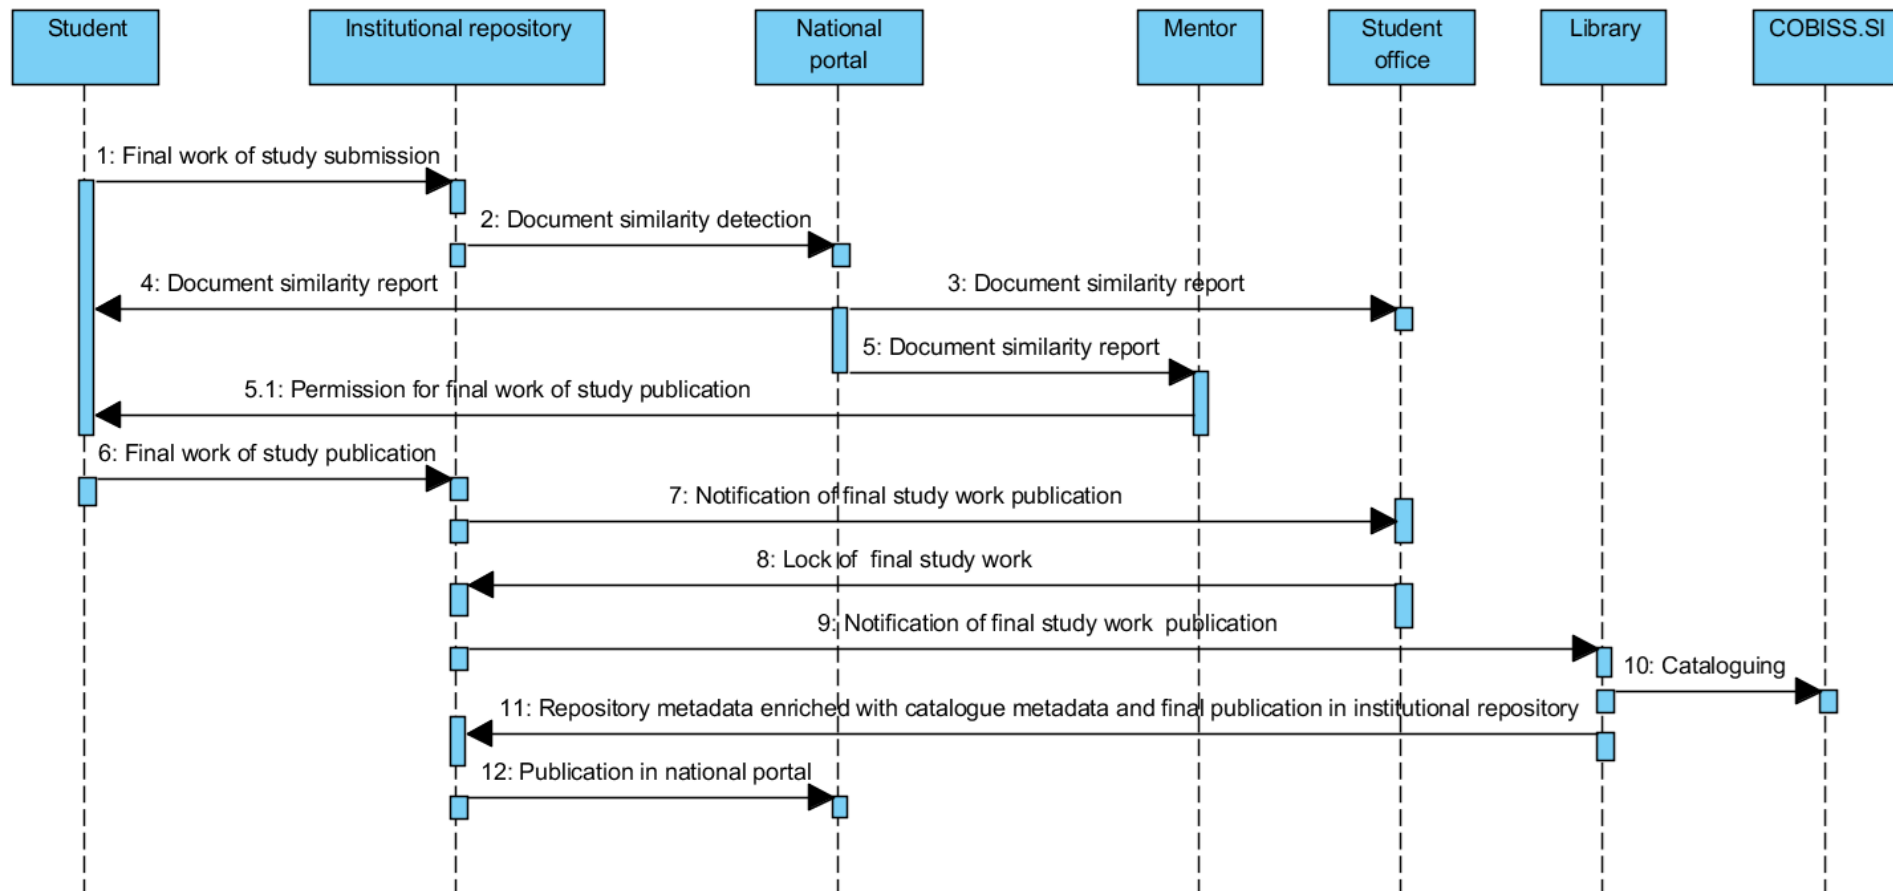 Student
Institutional repository
National
portal
Mentor
Student
office
Library
COBISS.SI
1: Final work of study submission
2: Document similarity detection
4: Document similarity report
3: Document similarity report
5: Document similarity report
5.1: Permission for final work of study publication
6: Final work of study publication
7: Notification of final study work publication
8: Lock of  final study work
9: Notification of final study work  publication
10: Cataloguing
11: Repository metadata enriched with catalogue metadata and final publication in institutional repository
12: Publication in national portal